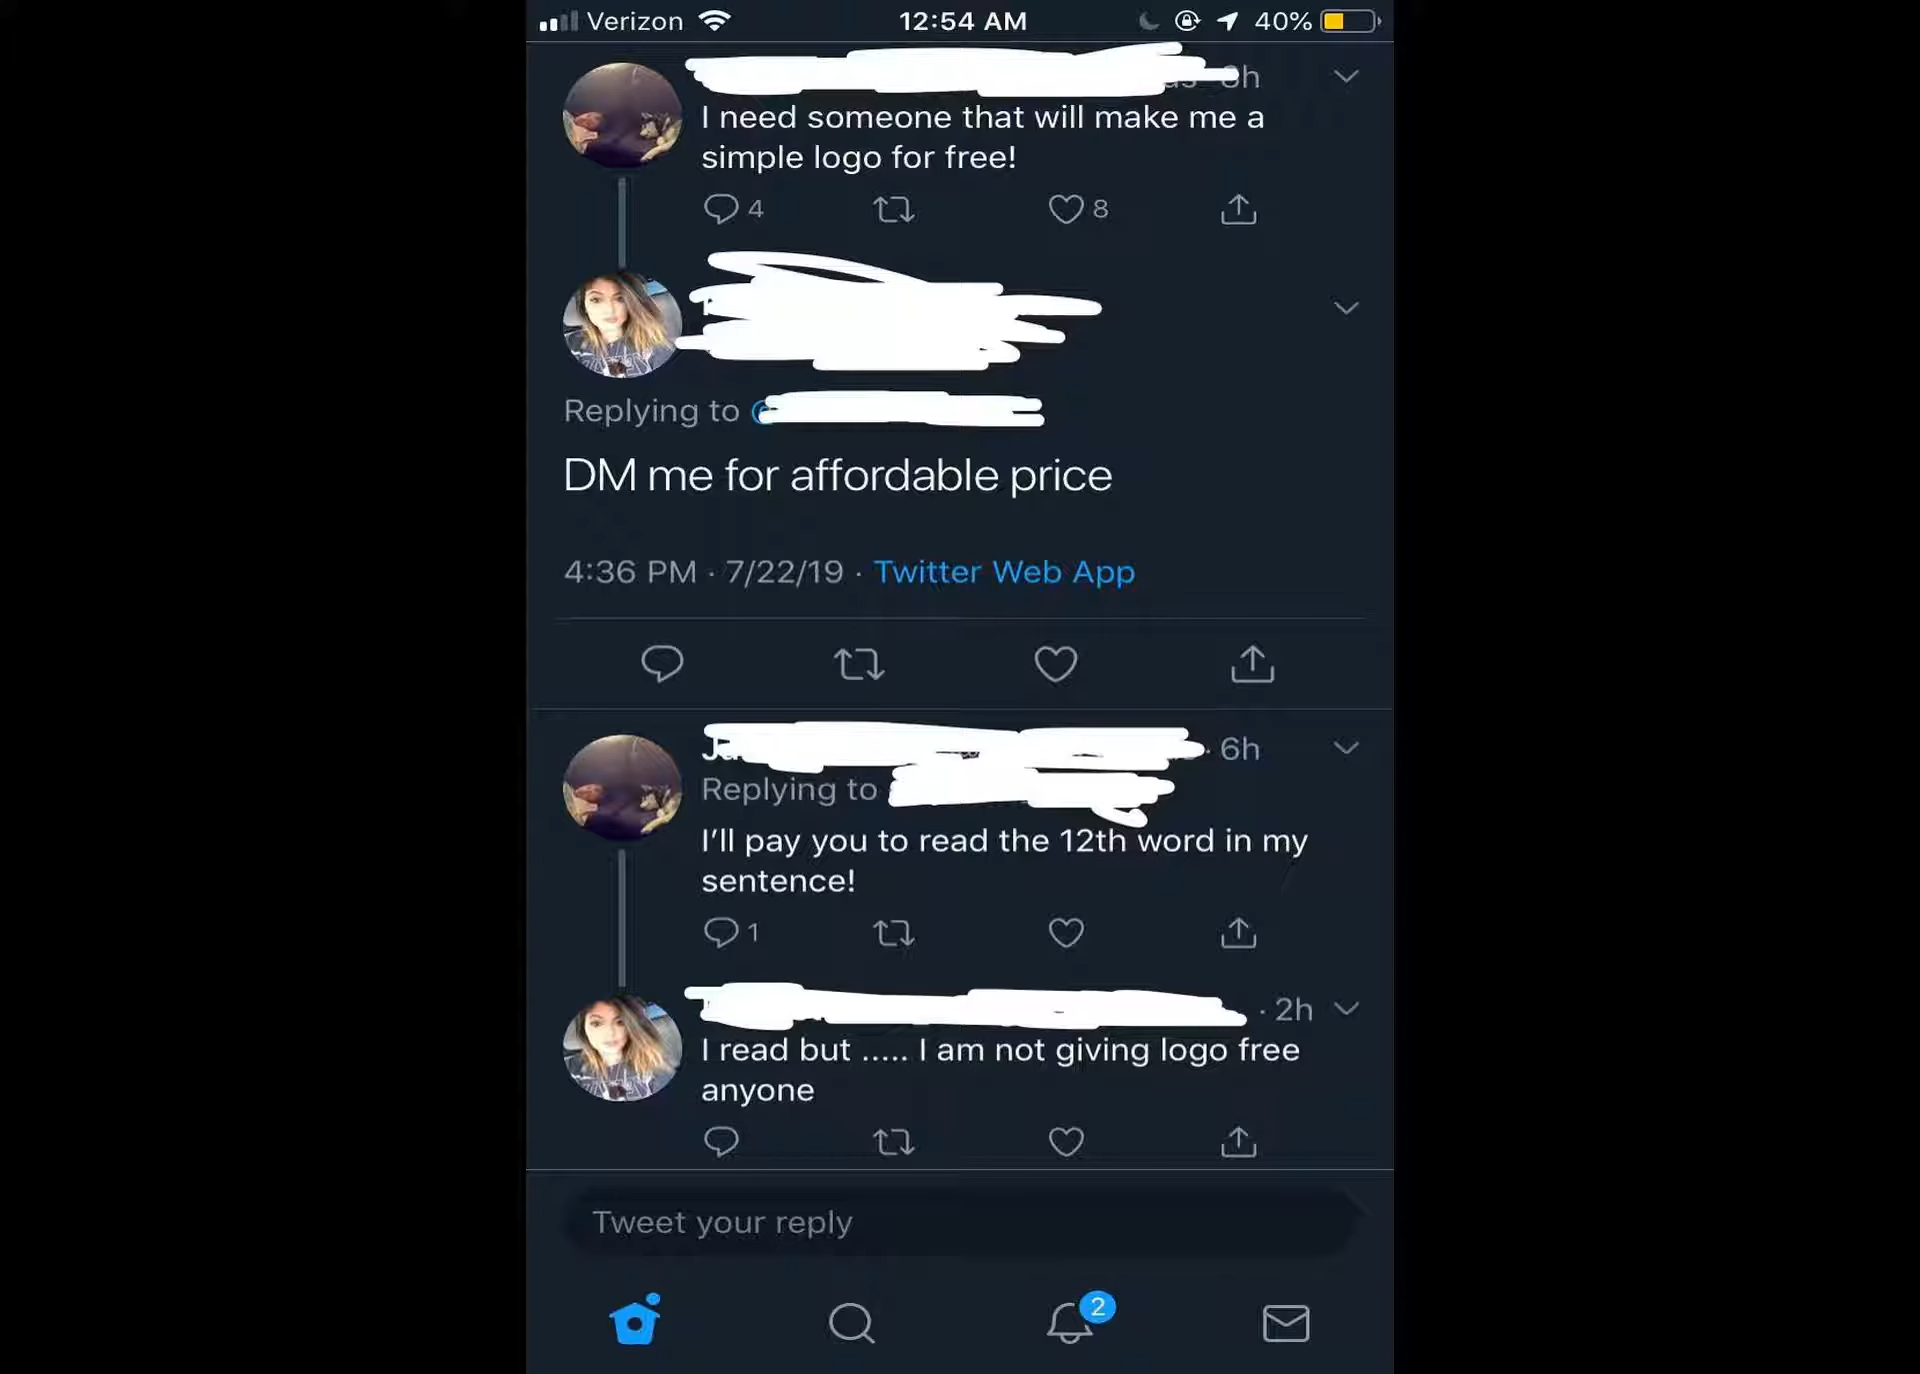 Verizon 12:54 AM 40%
8h
I need someone that will make me a
simple logo for free!
4 8
Replying to
DM me for affordable price
4:36 PM · 7/22/19 · Twitter Web App
· 6h
Replying to
I'll pay you to read the 12th word in my
sentence!
1
· 2h
I read but ..... I am not giving logo free
anyone
Tweet your reply
2